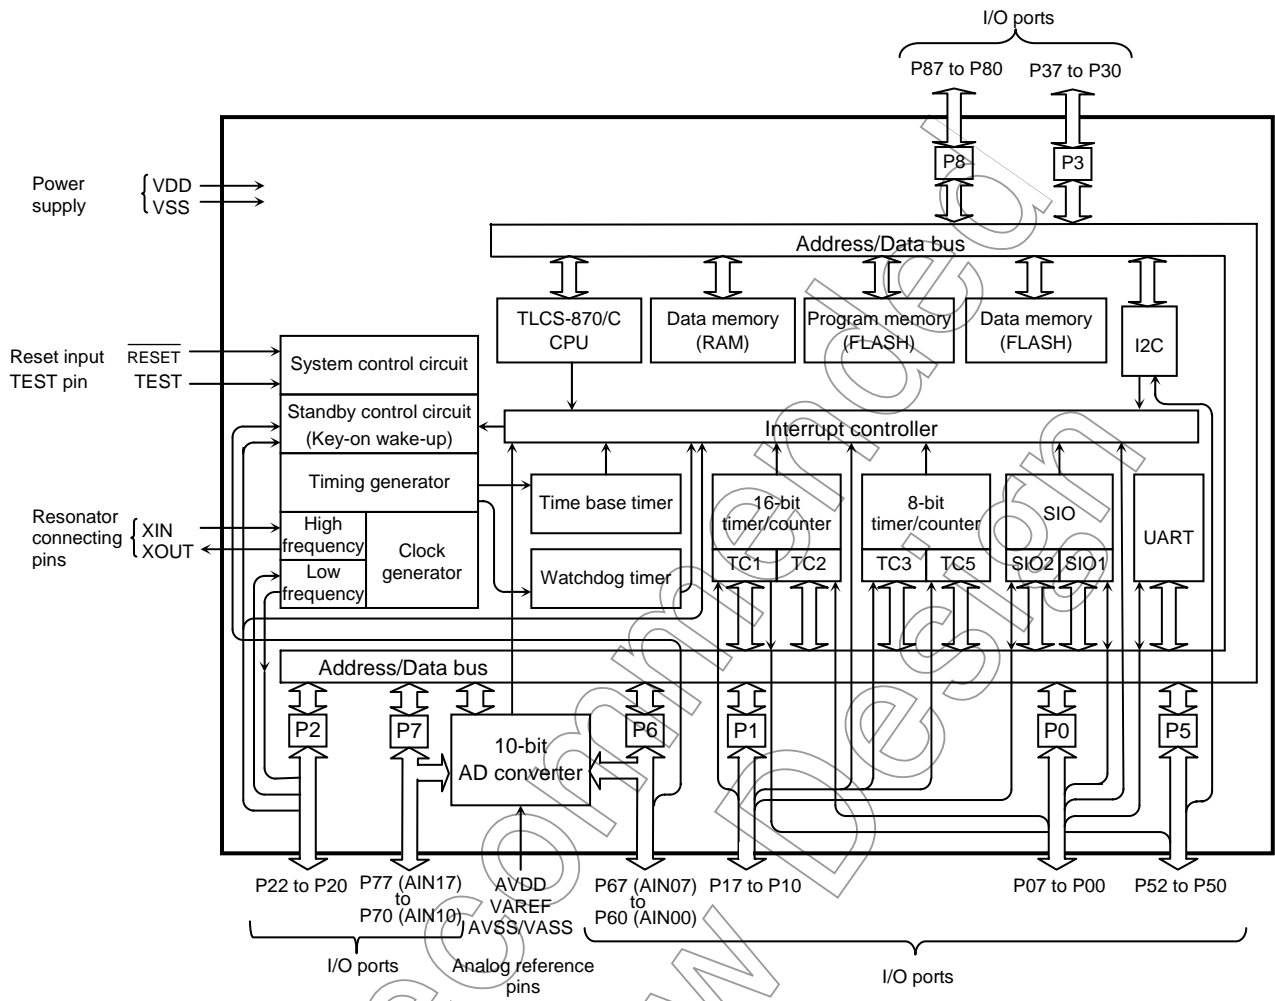 I/O ports
P87 to P80
P37 to P30
P8
P3
Power
supply
VDD
VSS
Address/Data bus
TLCS-870/C
CPU
Data memory
(RAM)
Program memory
(FLASH)
Data memory
(FLASH)
I2C
Reset input
RESET
TEST pin
TEST
System control circuit
Standby control circuit
(Key-on wake-up)
Interrupt controller
Timing generator
Time base timer
16-bit
timer/counter
TC1
TC2
8-bit
timer/counter
TC3
TC5
SIO
SIO2
SIO1
UART
Resonator
connecting
pins
XIN
XOUT
High
frequency
Low
frequency
Clock
generator
Watchdog timer
Address/Data bus
P2
P7
10-bit
AD converter
P6
P1
P0
P5
P22 to P20
P77 (AIN17)
to
P70 (AIN10)
AVDD
VAREF
AVSS/VASS
P67 (AIN07)
to
P60 (AIN00)
P17 to P10
P07 to P00
P52 to P50
I/O ports
Analog reference
pins
I/O ports
ecommended
w Design